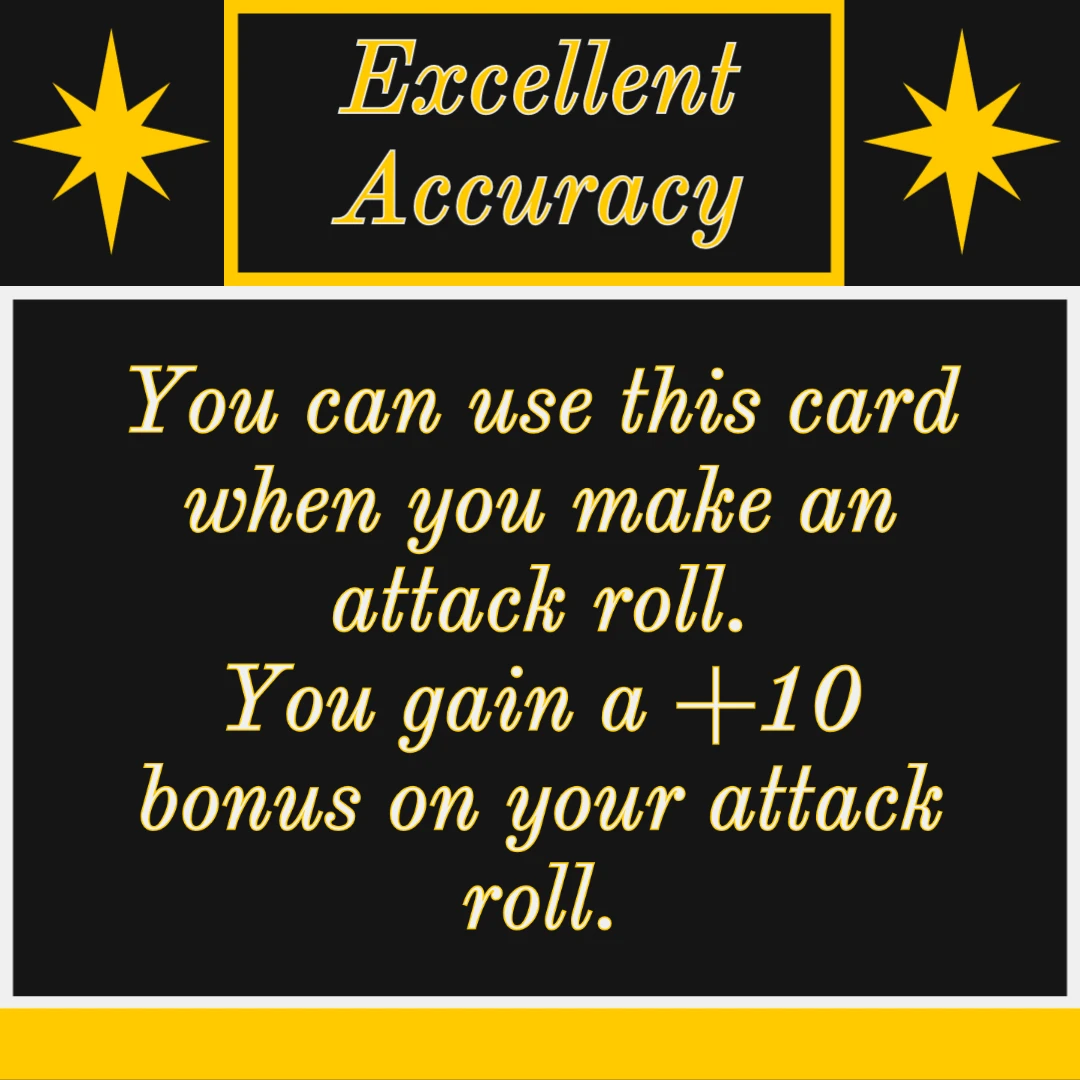 Excellent
Accuracy
You can use this card
when you make an
attack roll.
You gain a +10
bonus on your attack
roll.